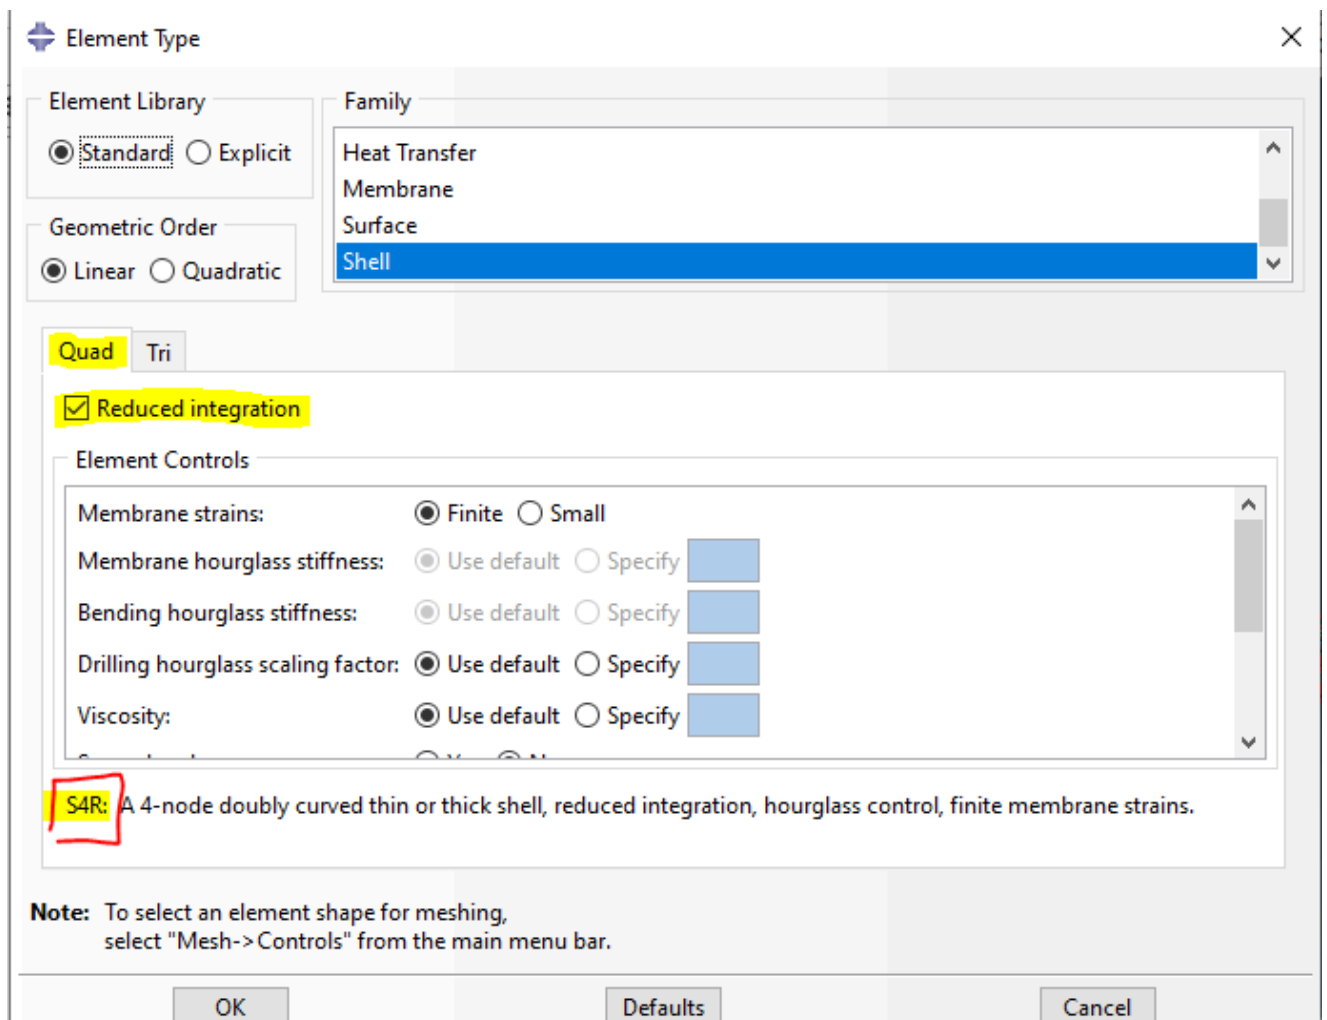 Element Type
Element Library
Standard Explicit
Family
Heat Transfer
Membrane
Surface
Shell
Geometric Order
Linear Quadratic
Quad Tri
Reduced integration
Element Controls
Membrane strains: Finite Small
Membrane hourglass stiffness: Use default Specify
Bending hourglass stiffness: Use default Specify
Drilling hourglass scaling factor: Use default Specify
Viscosity: Use default Specify
S4R: A 4-node doubly curved thin or thick shell, reduced integration, hourglass control, finite membrane strains.
Note: To select an element shape for meshing,
select "Mesh->Controls" from the main menu bar.
OK Defaults Cancel